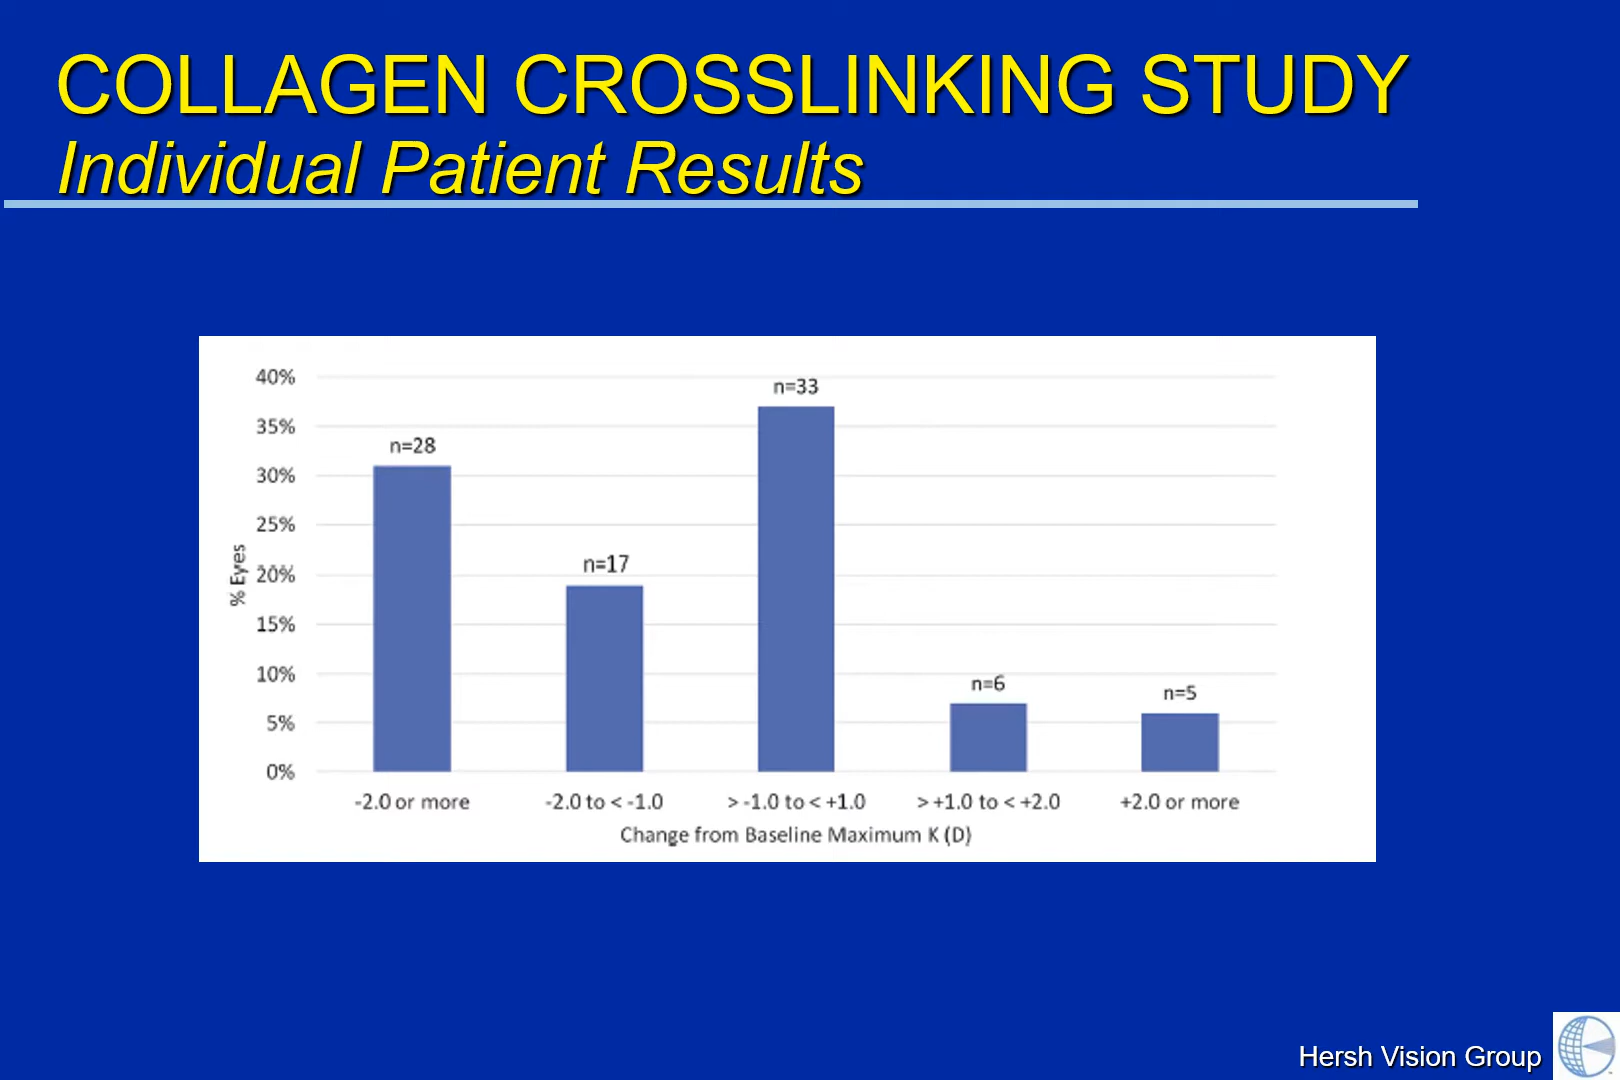 COLLAGEN CROSSLINKING STUDY
Individual Patient Results
40%
35%
30%
25%
20%
15%
10%
5%
0%
% Eyes
n=28
n=17
n=33
n=6
n=5
-2.0 or more
-2.0 to < -1.0
> -1.0 to < +1.0
> +1.0 to < +2.0
+2.0 or more
Change from Baseline Maximum K (D)
Hersh Vision Group